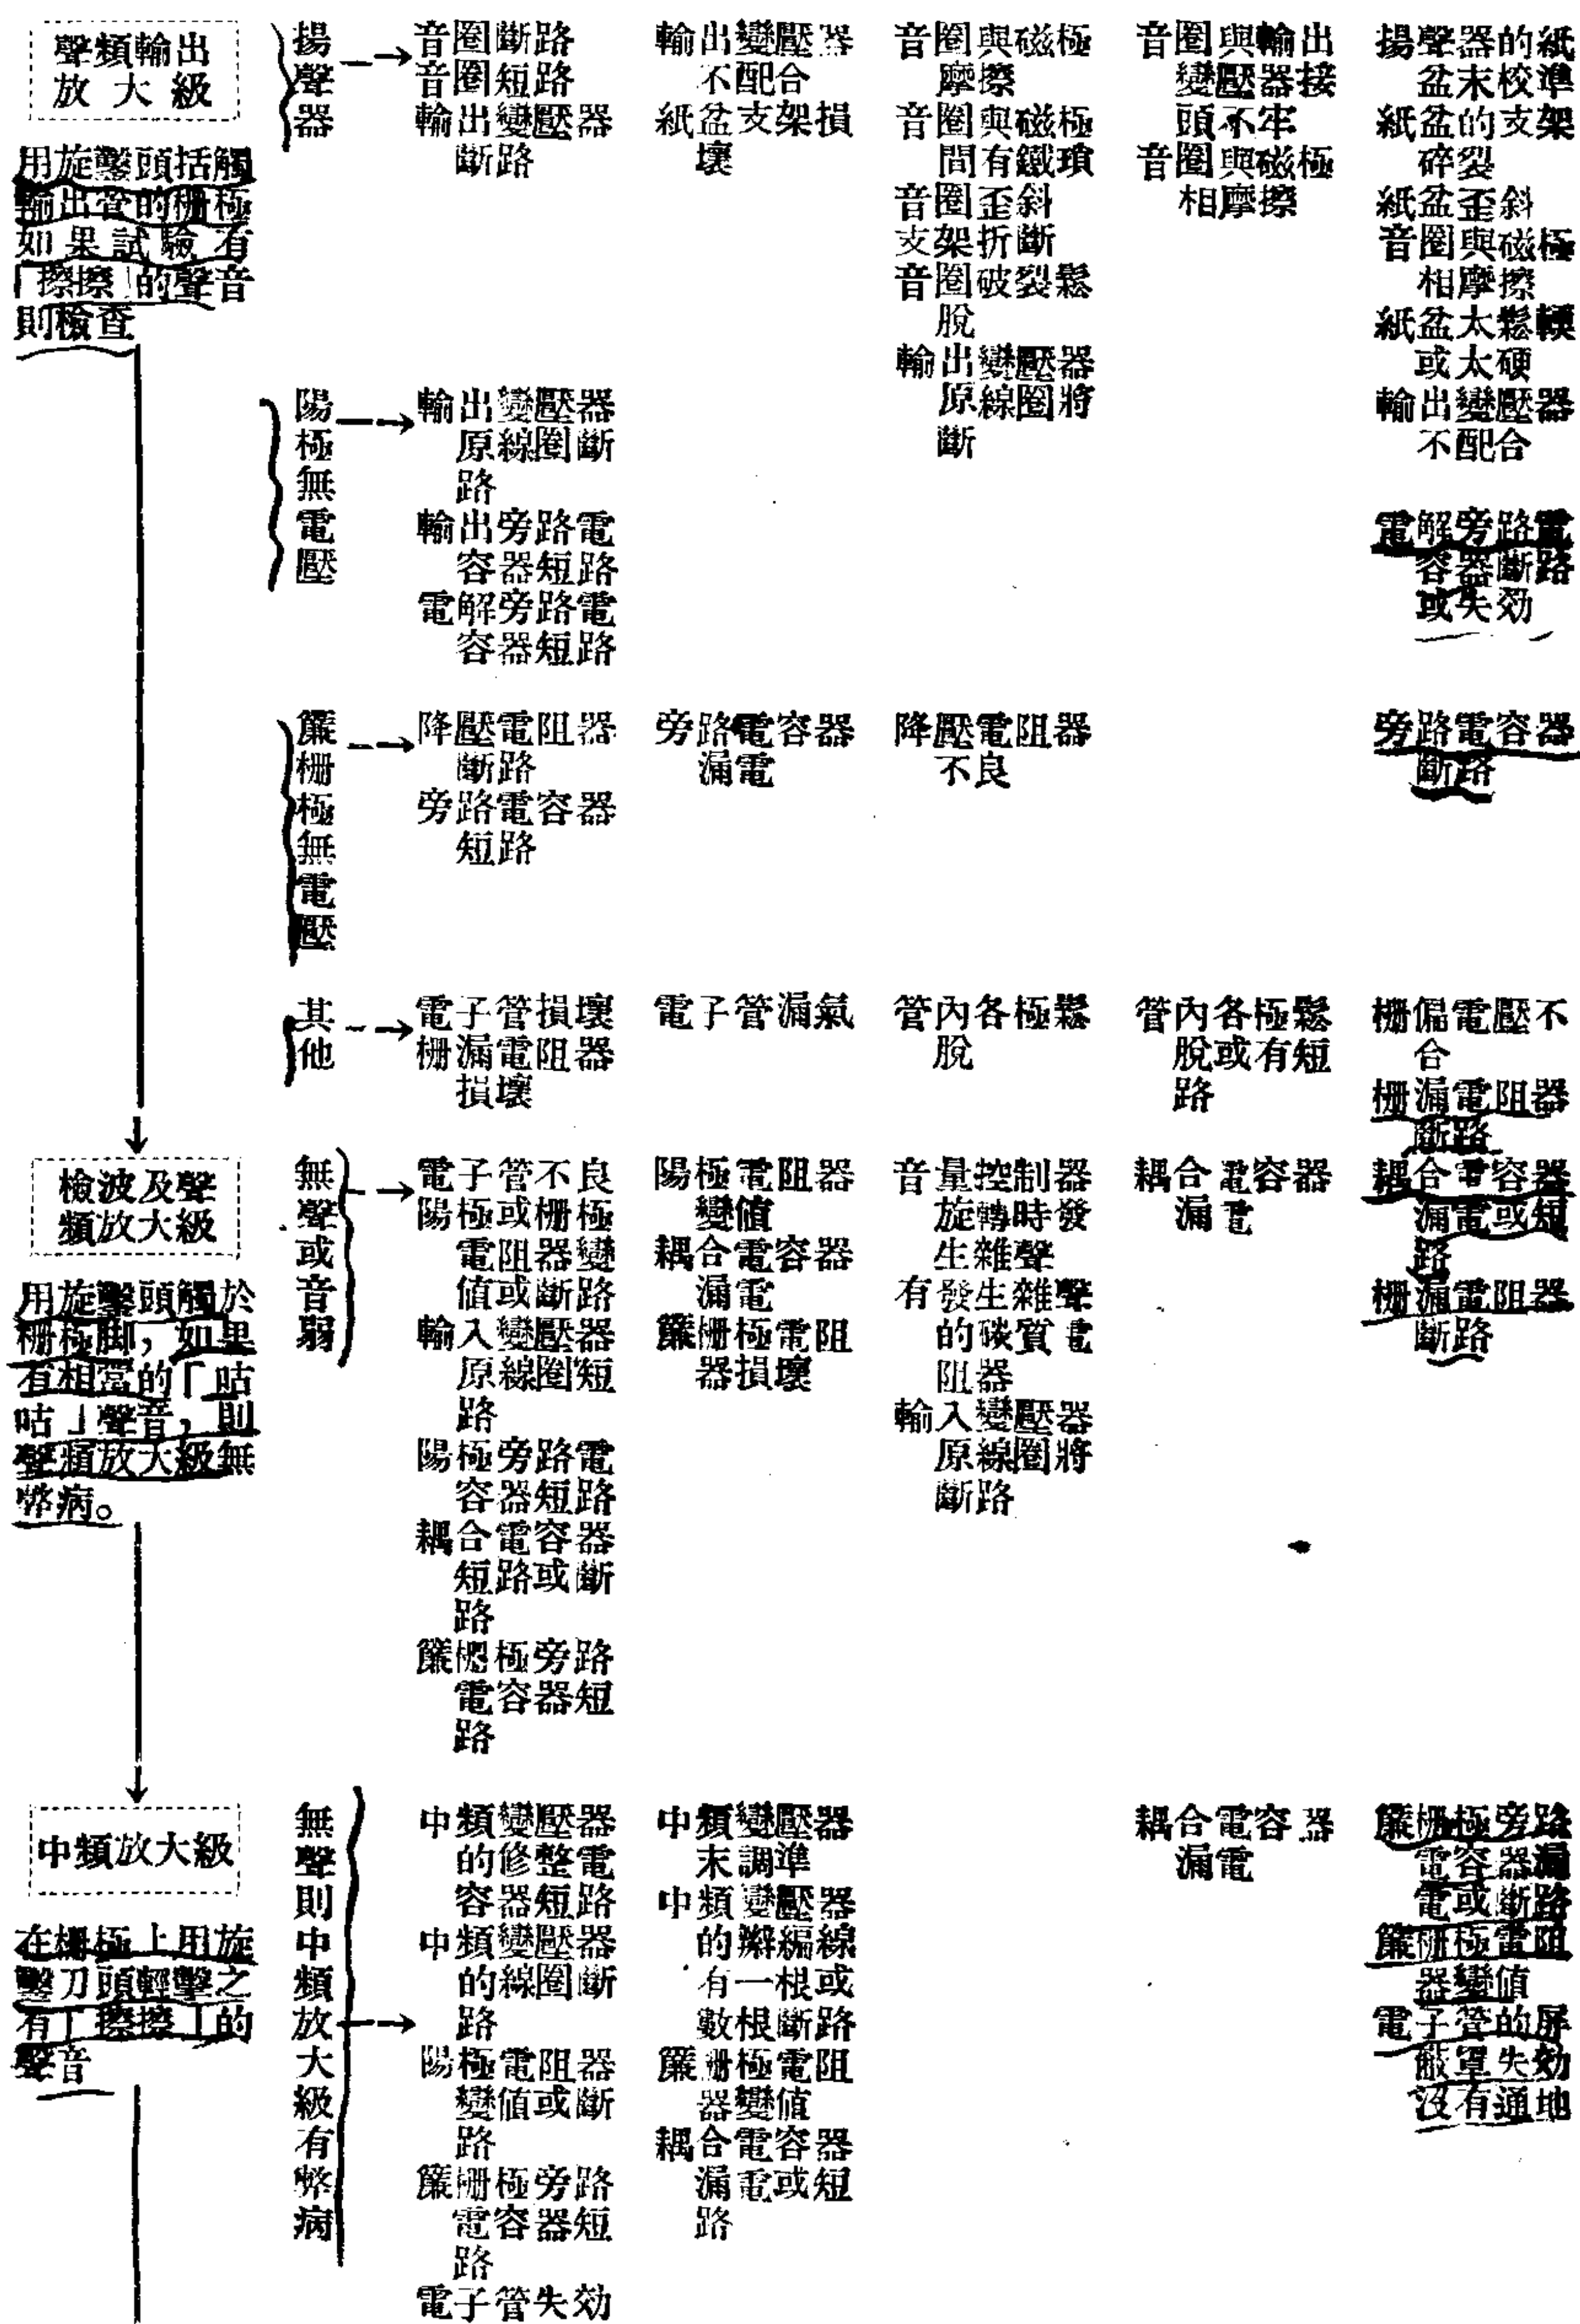 聲頻輸出
放大級
用旋鑿頭括觸
輸出管的柵極
如果試驗有
「擦擦」的聲音
則檢查
揚聲器
音圈斷路
音圈短路
輸出變壓器
斷路
輸出變壓器
不配合
紙盆支架損
壞
音圈與磁極
摩擦
音圈與磁極
間有鐵瑣
音圈歪斜
支架折斷
音圈破裂鬆
脫
輸出變壓器
原線圈將
斷
音圈與輸出
變壓器接
頭不牢
音圈與磁極
相摩擦
揚聲器的紙
盆末校準
紙盆的支架
碎裂
紙盆歪斜
音圈與磁極
相摩擦
紙盆太鬆輭
或太硬
輸出變壓器
不配合
陽極無電壓
輸出變壓器
原線圈斷
路
輸出旁路電
容器短路
電解旁路電
容器短路
電解旁路電
容器斷路
或失効
簾柵極無電壓
降壓電阻器
斷路
旁路電容器
短路
旁路電容器
漏電
降壓電阻器
不良
旁路電容器
斷路
其他
電子管損壞
柵漏電阻器
損壞
電子管漏氣
管內各極鬆
脫
管內各極鬆
脫或有短
路
柵偏電壓不
合
柵漏電阻器
斷路
檢波及聲
頻放大級
用旋鑿頭觸於
柵極脚，如果
有相當的「咕
咕」聲音，則
聲頻放大級無
弊病。
無聲或音弱
電子管不良
陽極或柵極
電阻器變
値或斷路
輸入變壓器
原線圈短
路
陽極旁路電
容器短路
耦合電容器
短路或斷
路
簾柵極旁路
電容器短
路
陽極電阻器
變值
耦合電容器
漏電
簾柵極電阻
器損壞
音量控制器
旋轉時發
生雜聲
有發生雜聲
的碳質電
阻器
輸入變壓器
原線圈將
斷路
耦合電容器
漏電
耦合電容器
漏電或短
路
柵漏電阻器
斷路
中頻放大級
在柵極上用旋
鑿刀頭輕擊之
有「擦擦」的
聲音
無聲則中頻放大級有弊病
中頻變壓器
的修整電
容器短路
中頻變壓器
的線圈斷
路
陽極電阻器
變值或斷
路
簾柵極旁路
電容器短
路
電子管失効
中頻變壓器
末調準
中頻變壓器
的辮編線
有一根或
數根斷路
簾柵極電阻
器變值
耦合電容器
漏電或短
路
耦合電容器
漏電
簾柵極旁路
電容器漏
電或斷路
簾柵極電阻
器變值
電子管的屏
蔽罩失効
沒有通地